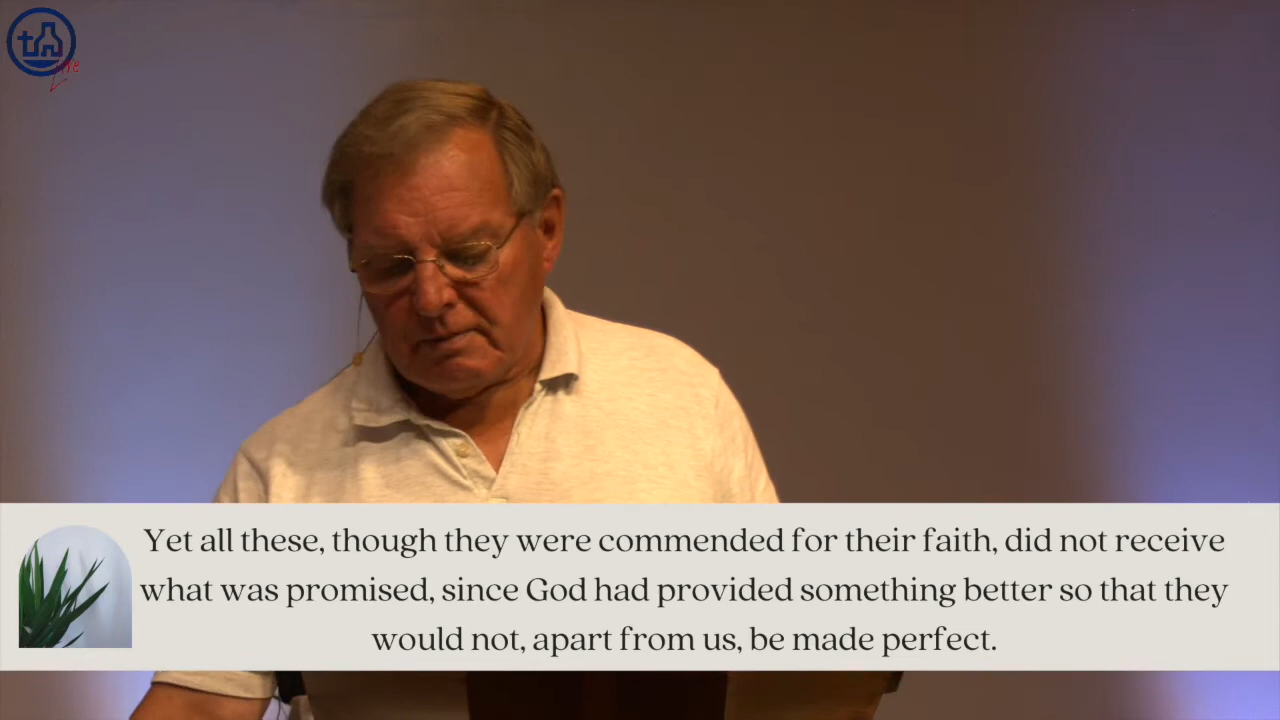 Yet all these, though they were commended for their faith, did not receive
what was promised, since God had provided something better so that they
would not, apart from us, be made perfect.